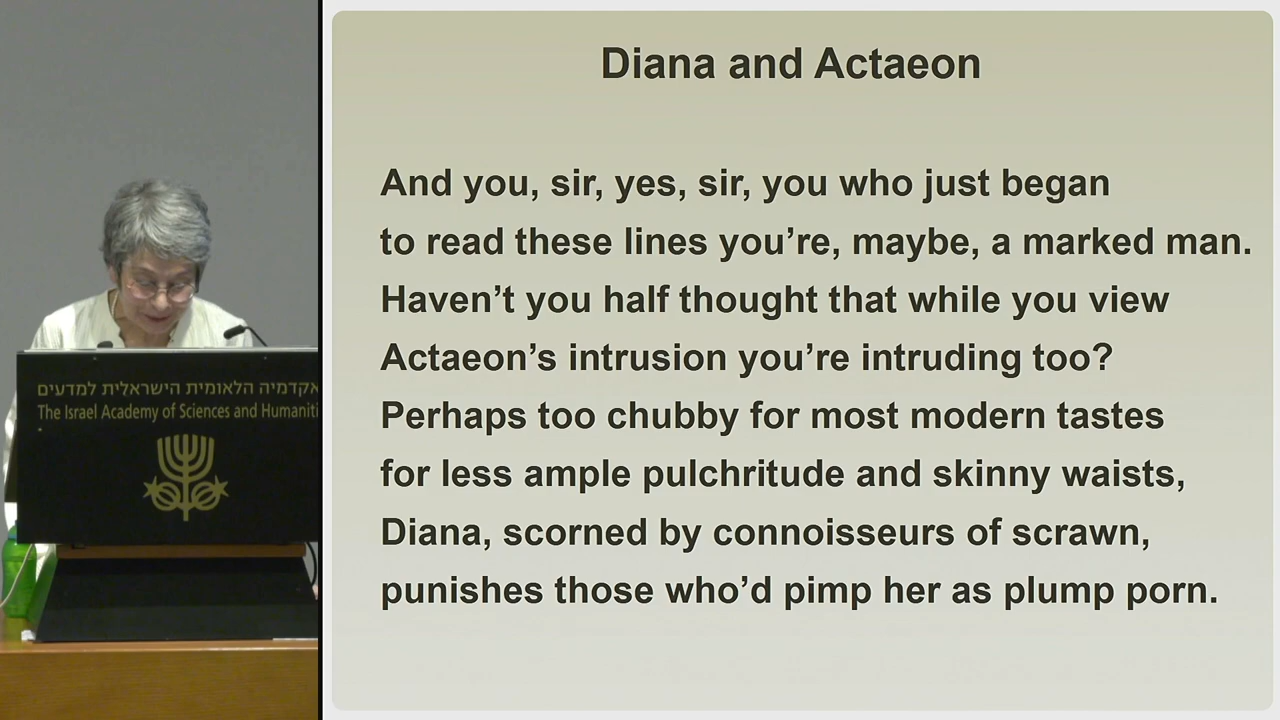 אקדמיה הלאומית הישראלית למדעים
The Israel Academy of Sciences and Humaniti
Diana and Actaeon
And you, sir, yes, sir, you who just began
to read these lines you’re, maybe, a marked man.
Haven’t you half thought that while you view
Actaeon’s intrusion you’re intruding too?
Perhaps too chubby for most modern tastes
for less ample pulchritude and skinny waists,
Diana, scorned by connoisseurs of scrawn,
punishes those who’d pimp her as plump porn.